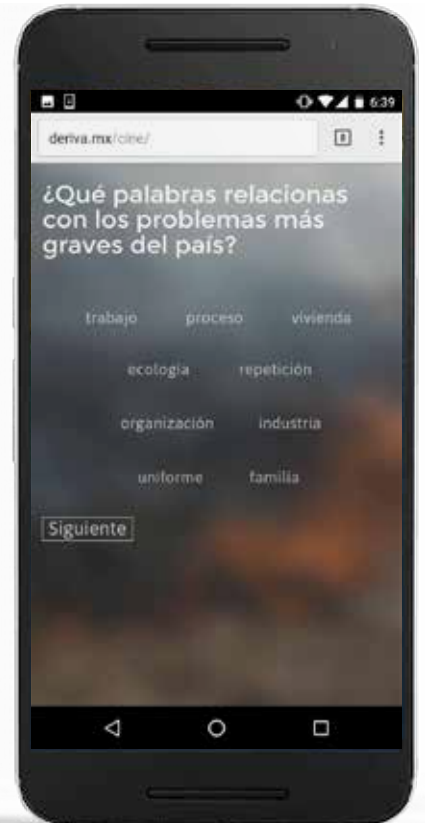 6:39
deriva.mx/cine/
¿Qué palabras relacionas
con los problemas más
graves del país?
trabajo proceso vivienda
ecología repetición
organización industria
uniforme familia
Siguiente